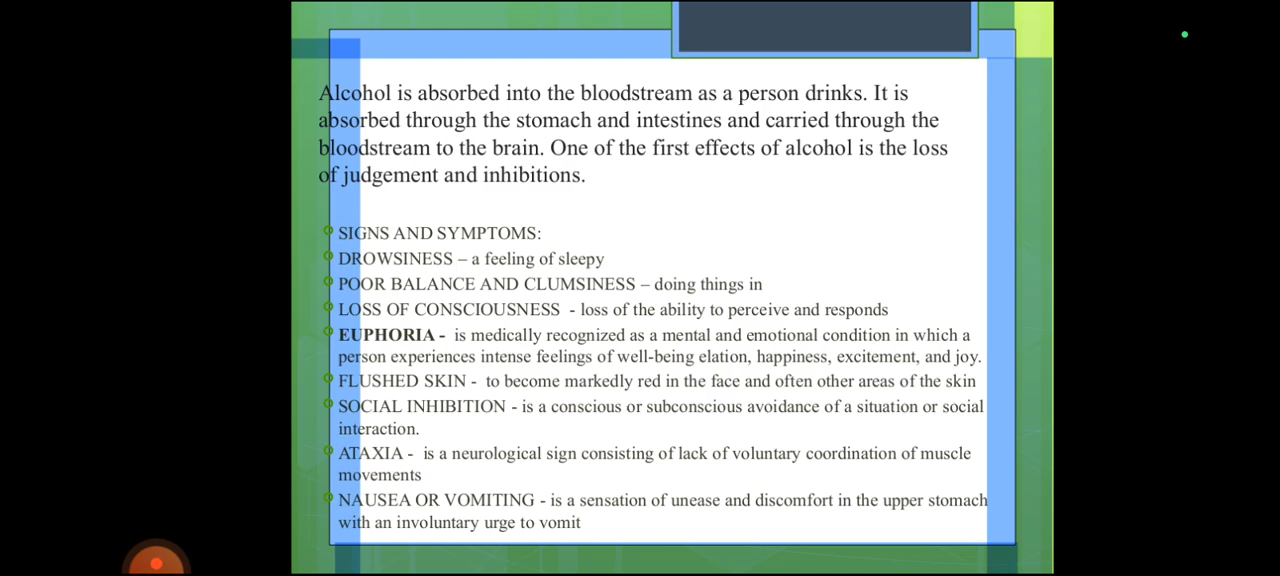 Alcohol is absorbed into the bloodstream as a person drinks. It is
absorbed through the stomach and intestines and carried through the
bloodstream to the brain. One of the first effects of alcohol is the loss
of judgement and inhibitions.
SIGNS AND SYMPTOMS:
DROWSINESS – a feeling of sleepy
POOR BALANCE AND CLUMSINESS – doing things in
LOSS OF CONSCIOUSNESS - loss of the ability to perceive and responds
EUPHORIA - is medically recognized as a mental and emotional condition in which a
person experiences intense feelings of well-being elation, happiness, excitement, and joy.
FLUSHED SKIN - to become markedly red in the face and often other areas of the skin
SOCIAL INHIBITION - is a conscious or subconscious avoidance of a situation or social
interaction.
ATAXIA - is a neurological sign consisting of lack of voluntary coordination of muscle
movements
NAUSEA OR VOMITING - is a sensation of unease and discomfort in the upper stomach
with an involuntary urge to vomit